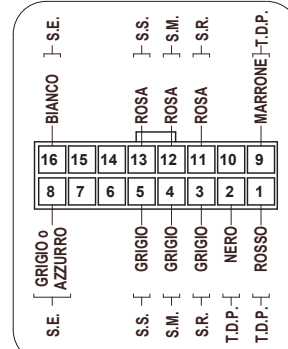 S.E. S.S. S.M. S.R. T.D.P.
BIANCO ROSA ROSA ROSA MARRONE
16 15 14 13 12 11 10 9
8 7 6 5 4 3 2 1
GRIGIO o
AZZURRO
GRIGIO GRIGIO GRIGIO NERO ROSSO
S.E. S.S. S.M. S.R. T.D.P. T.D.P.